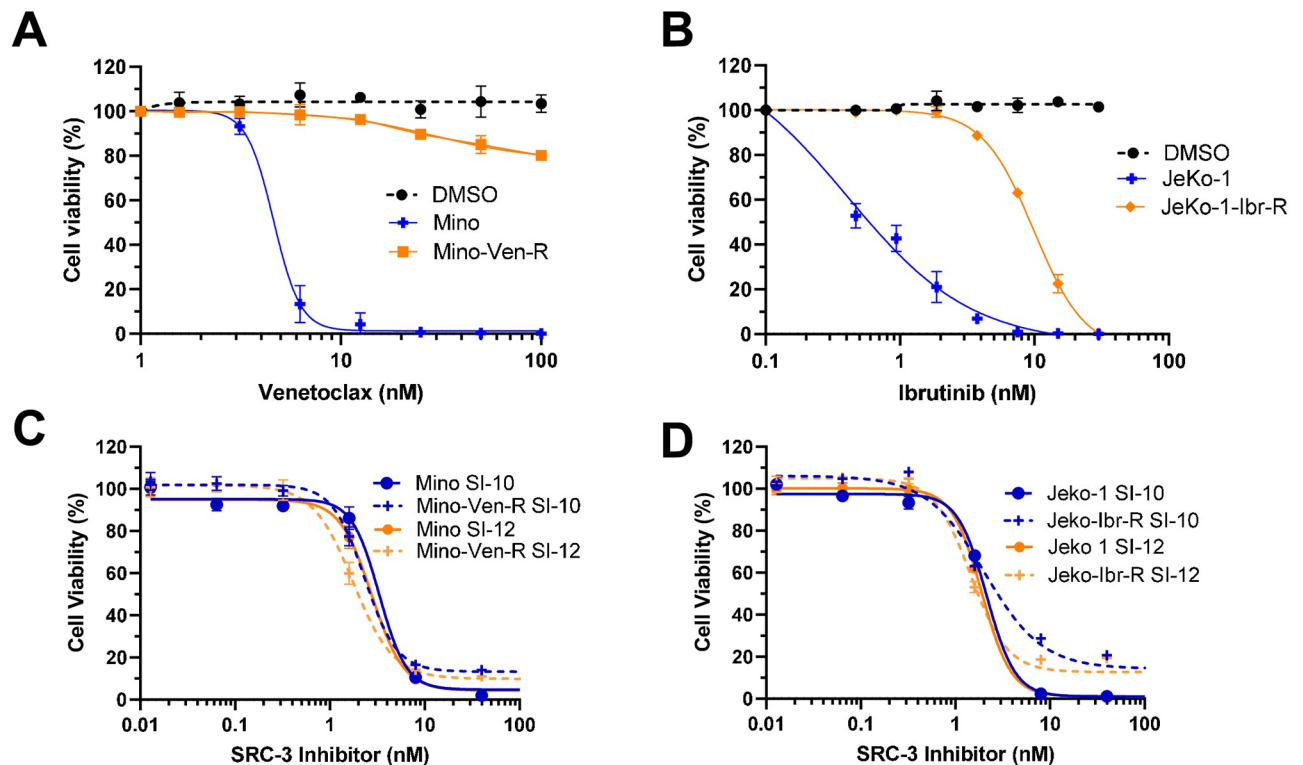 A
Cell viability (%)
120
100
80
60
40
20
0
DMSO
Mino
Mino-Ven-R
1
10
100
Venetoclax (nM)
B
Cell viability (%)
120
100
80
60
40
20
0
DMSO
JeKo-1
JeKo-1-Ibr-R
0.1
1
10
100
Ibrutinib (nM)
C
Cell Viability (%)
120
100
80
60
40
20
0
Mino SI-10
Mino-Ven-R SI-10
Mino SI-12
Mino-Ven-R SI-12
0.01
0.1
1
10
100
SRC-3 Inhibitor (nM)
D
Cell Viability (%)
120
100
80
60
40
20
0
Jeko-1 SI-10
Jeko-Ibr-R SI-10
Jeko 1 SI-12
Jeko-Ibr-R SI-12
0.01
0.1
1
10
100
SRC-3 Inhibitor (nM)